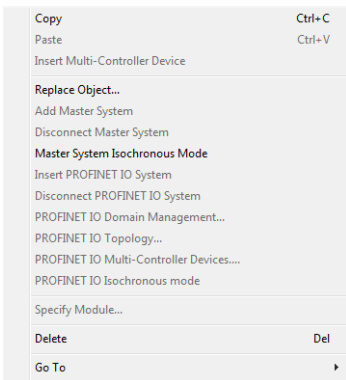 Copy Ctrl+C
Paste Ctrl+V
Insert Multi-Controller Device
Replace Object...
Add Master System
Disconnect Master System
Master System Isochronous Mode
Insert PROFINET IO System
Disconnect PROFINET IO System
PROFINET IO Domain Management...
PROFINET IO Topology...
PROFINET IO Multi-Controller Devices....
PROFINET IO Isochronous mode
Specify Module...
Delete Del
Go To